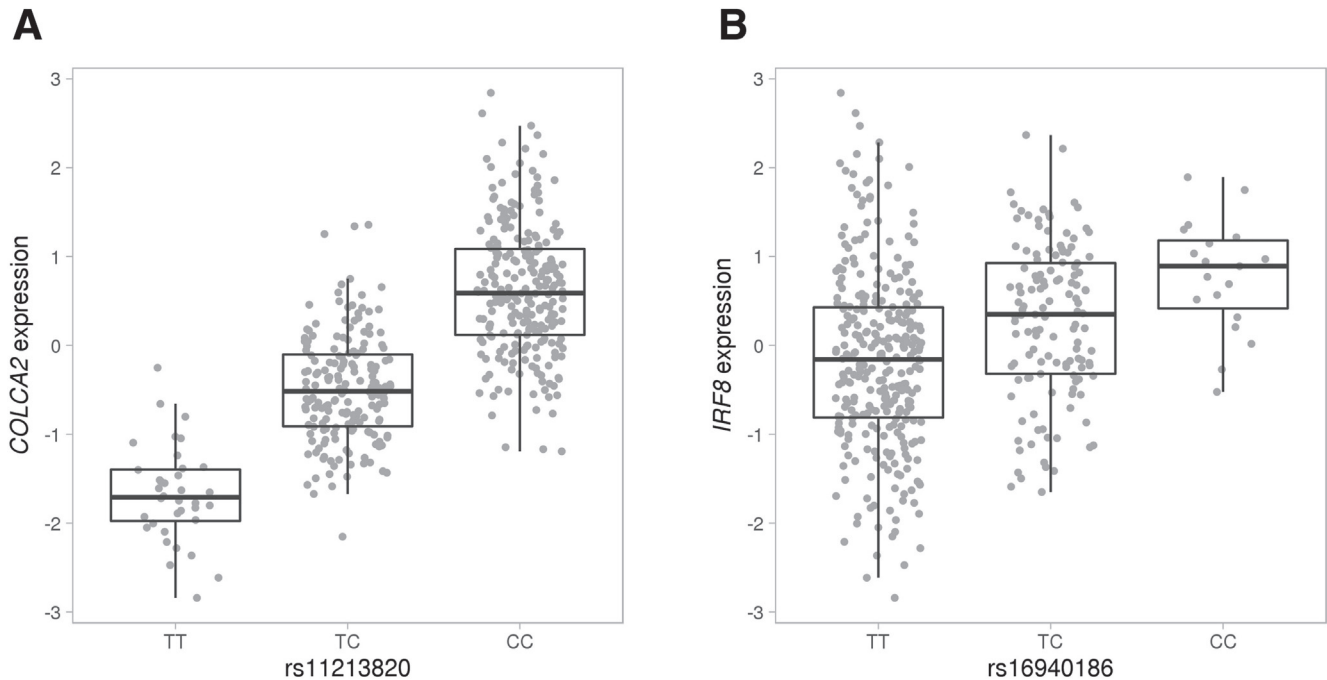 A
COLCA2 expression
3
2
1
0
-1
-2
-3
TT TC CC
rs11213820
B
IRF8 expression
3
2
1
0
-1
-2
-3
TT TC CC
rs16940186